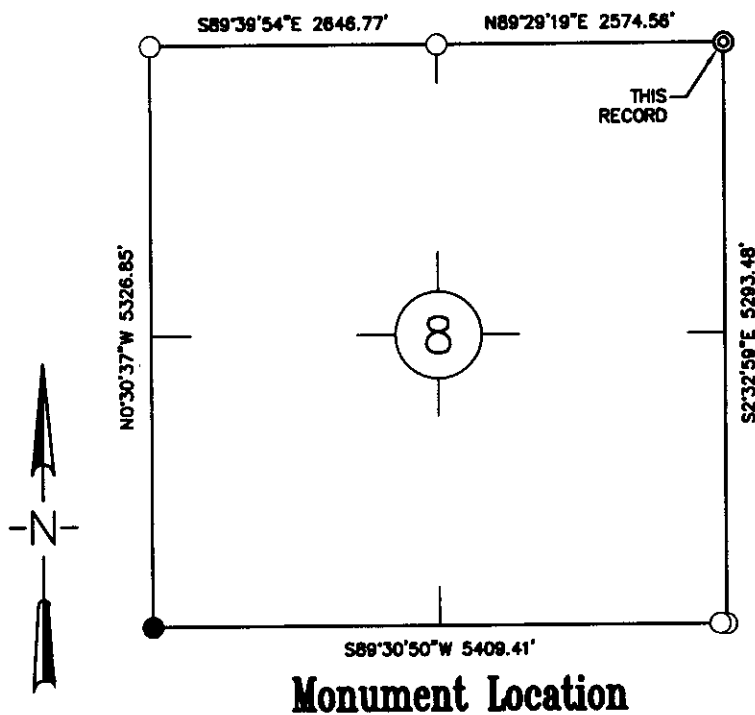 S89°39'54"E 2646.77'
N89°29'19"E 2574.56'
THIS
RECORD
N0°30'37"W 5326.85'
8
S2°32'59"E 5293.48'
N
S89°30'50"W 5409.41'
Monument Location